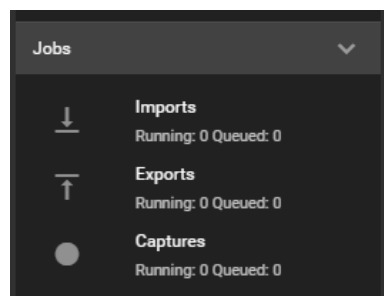 Jobs
Imports
Running: 0 Queued: 0
Exports
Running: 0 Queued: 0
Captures
Running: 0 Queued: 0